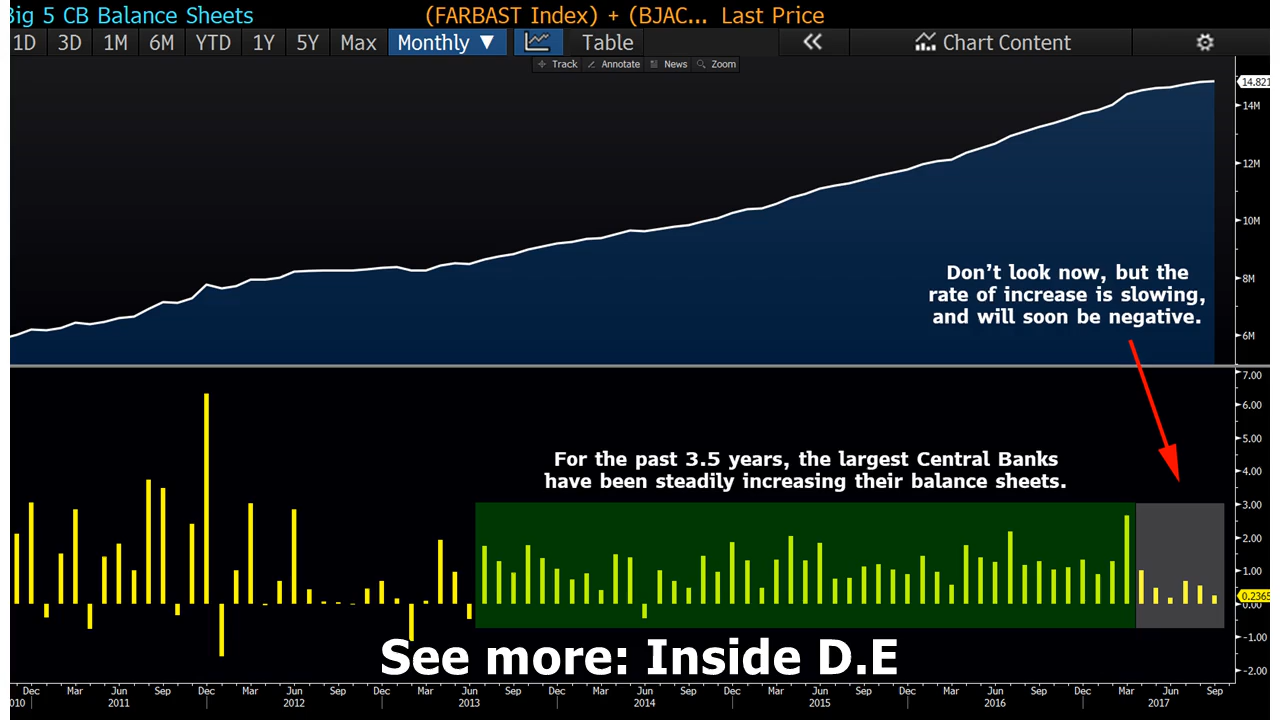 Big 5 CB Balance Sheets (FARBAST Index) + (BJAC... Last Price
1D 3D 1M 6M YTD 1Y 5Y Max Monthly ▼ Table « Chart Content
Track Annotate News Zoom
14.821
14M
12M
10M
8M
6M
Don't look now, but the
rate of increase is slowing,
and will soon be negative.
7.00
6.00
5.00
4.00
3.00
2.00
1.00
0.2365
0.00
-1.00
-2.00
For the past 3.5 years, the largest Central Banks
have been steadily increasing their balance sheets.
See more: Inside D.E
Dec Mar Jun Sep Dec Mar Jun Sep Dec Mar Jun Sep Dec Mar Jun Sep Dec Mar Jun Sep Dec Mar Jun Sep Dec Mar Jun Sep
2011 2012 2013 2014 2015 2016 2017